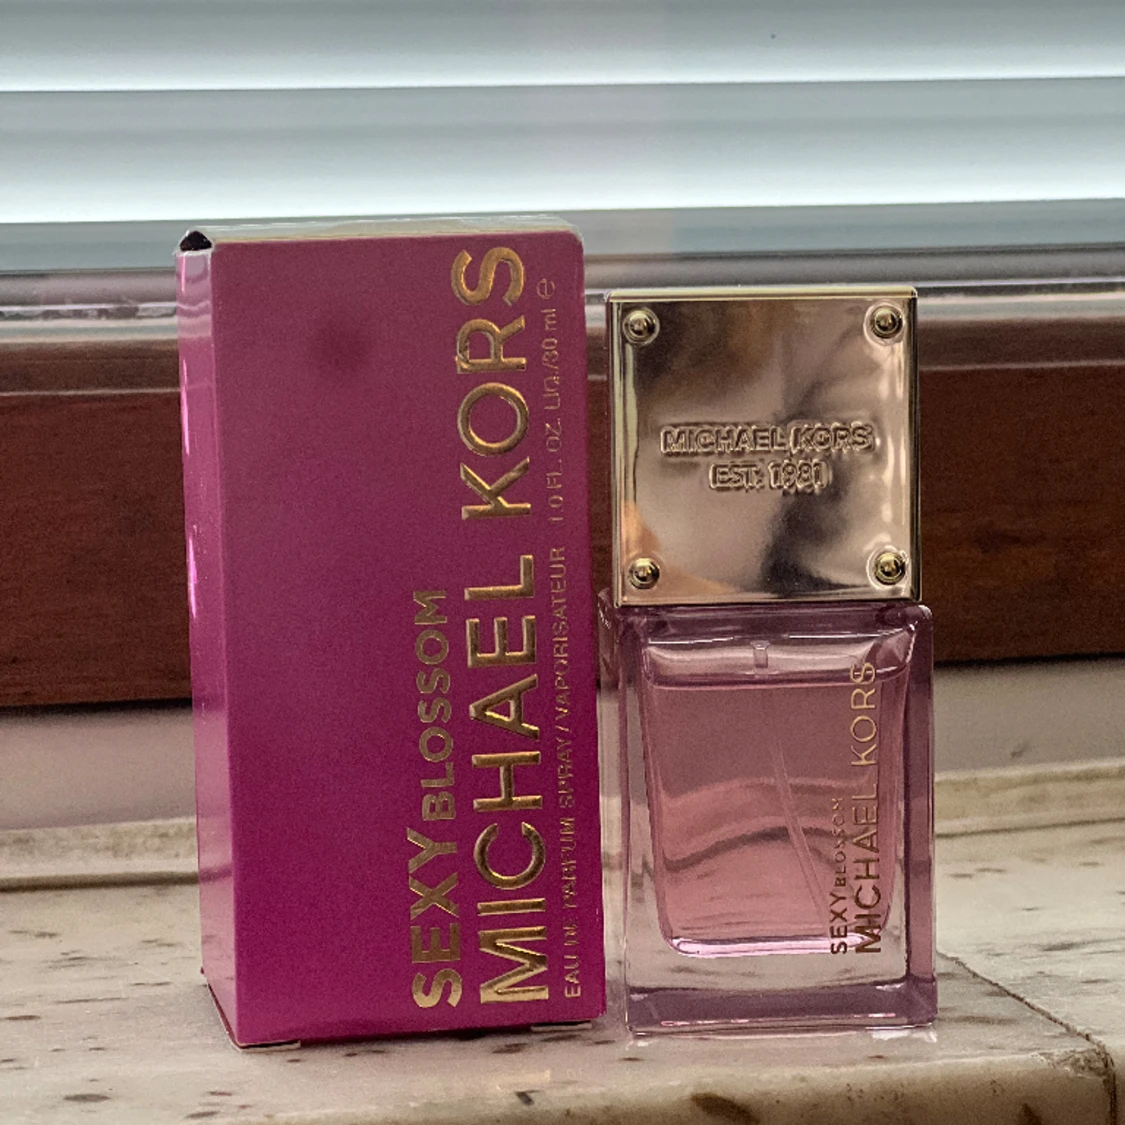 SEXY BLOSSOM
MICHAEL KORS
EAU DE PARFUM SPRAY / VAPORISATEUR 1.0 FL. OZ. LIQ./30 ml ℮
MICHAEL KORS
EST. 1981
SEXY BLOSSOM
MICHAEL KORS